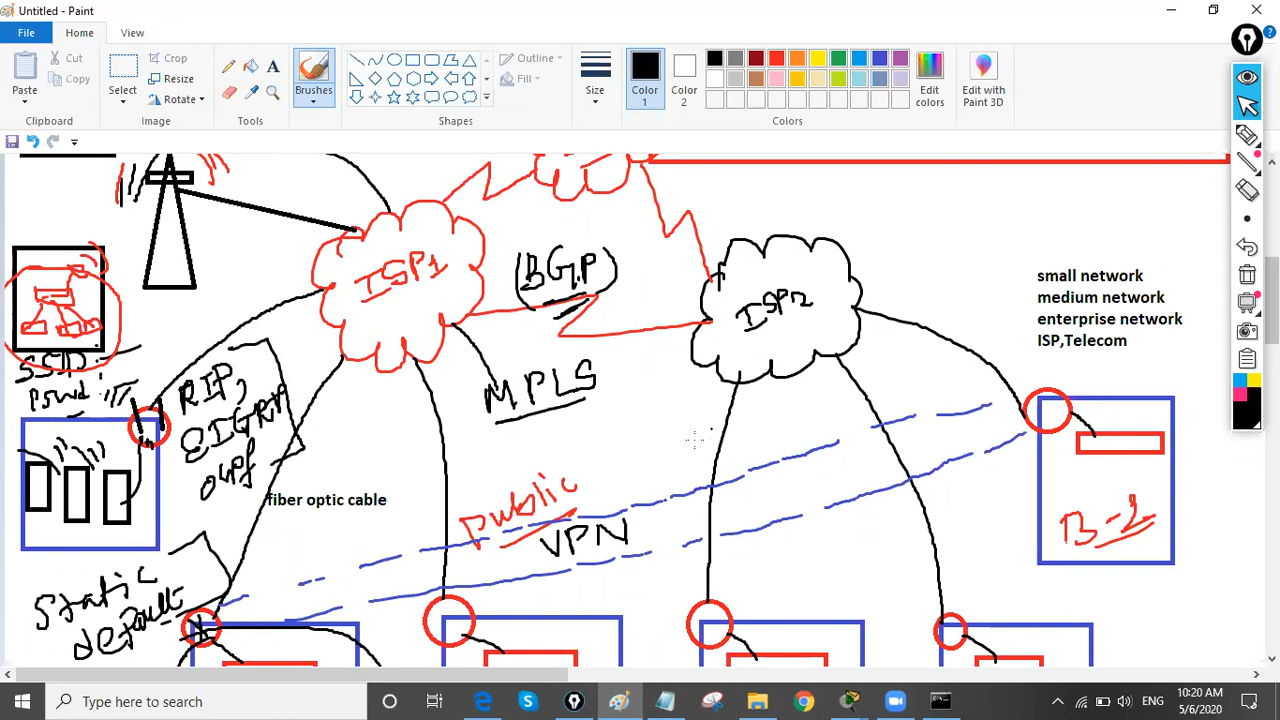 Untitled - Paint
File
Home
View
Paste
Cut
Copy
Clipboard
Select
Crop
Resize
Rotate
Image
Tools
Brushes
Shapes
Outline
Fill
Size
Color 1
Color 2
Colors
Edit colors
Edit with Paint 3D
ISP1
BGP
ISP2
small network
medium network
enterprise network
ISP,Telecom
SSID:-
RIP,
EIGRP
ospf
MPLS
fiber optic cable
public
VPN
B-2
Static
default
Type here to search
ENG
10:20 AM
5/6/2020